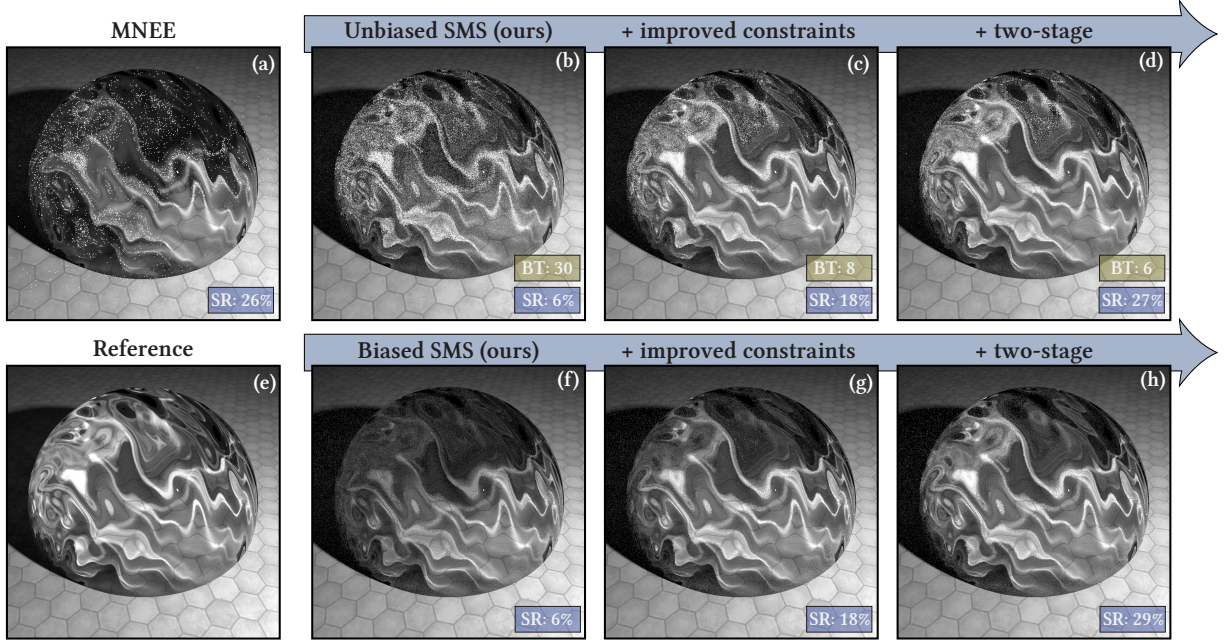 MNEE
Unbiased SMS (ours)
+ improved constraints
+ two-stage
(a)
(b)
(c)
(d)
BT: 30
BT: 8
BT: 6
SR: 26%
SR: 6%
SR: 18%
SR: 27%
Reference
Biased SMS (ours)
+ improved constraints
+ two-stage
(e)
(f)
(g)
(h)
SR: 6%
SR: 18%
SR: 29%